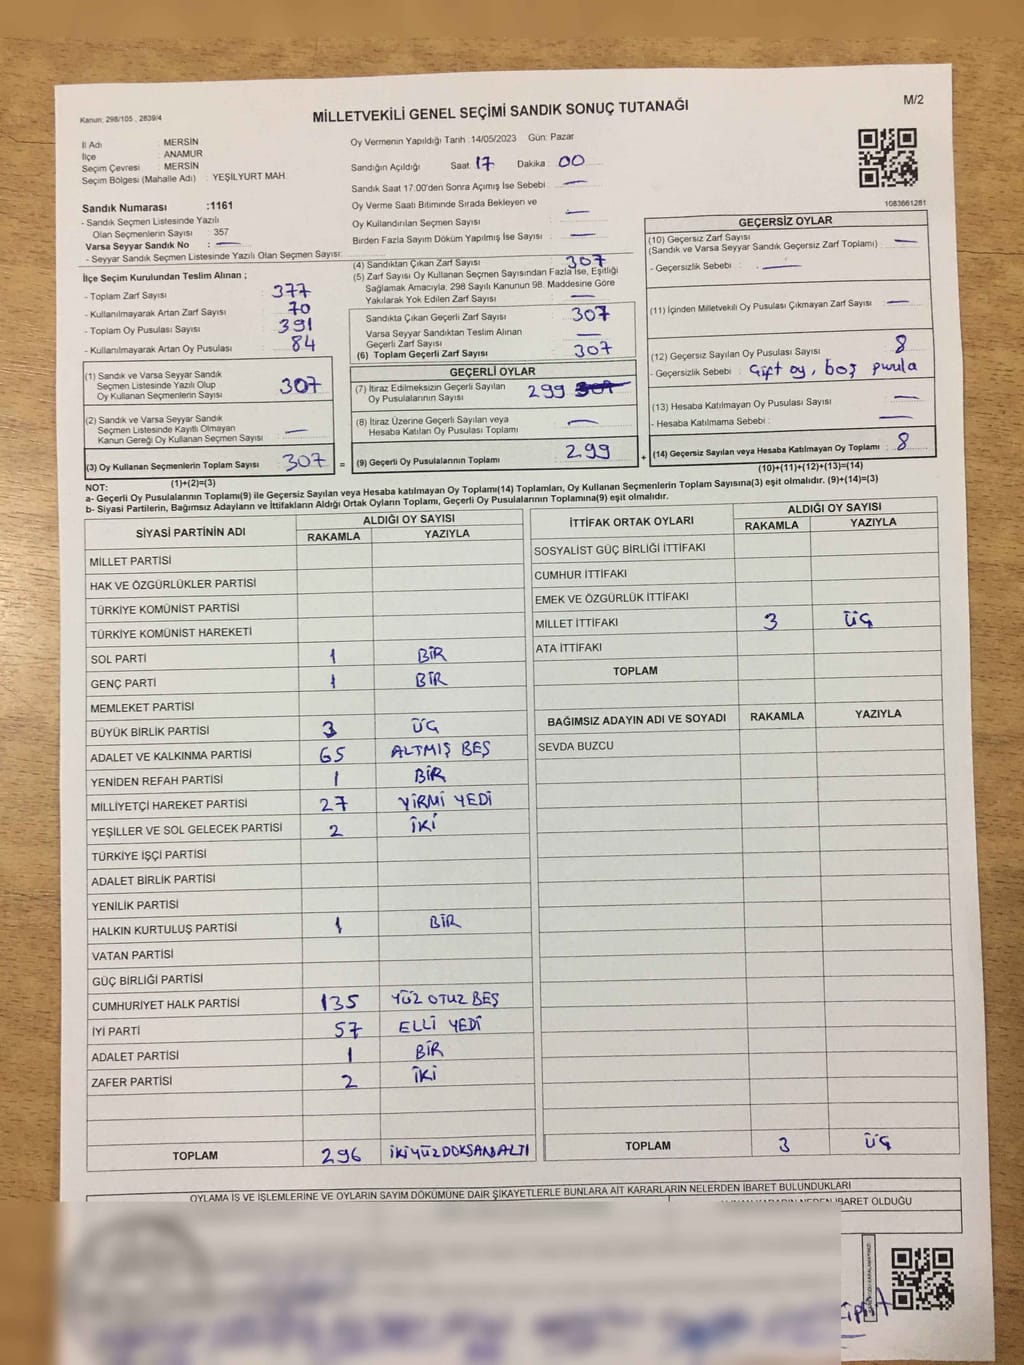 M/2
Kanun: 298/105 , 2839/4
MİLLETVEKİLİ GENEL SEÇİMİ SANDIK SONUÇ TUTANAĞI
İl Adı MERSİN
İlçe ANAMUR
Seçim Çevresi MERSİN
Seçim Bölgesi (Mahalle Adı) : YEŞİLYURT MAH.
Sandık Numarası :1161
- Sandık Seçmen Listesinde Yazılı
Olan Seçmenlerin Sayısı : 357
Varsa Seyyar Sandık No : —
- Seyyar Sandık Seçmen Listesinde Yazılı Olan Seçmen Sayısı:
Oy Vermenin Yapıldığı Tarih :14/05/2023 Gün: Pazar
Sandığın Açıldığı Saat: 17 Dakika : 00
Sandık Saat 17:00'den Sonra Açımış İse Sebebi : —
Oy Verme Saati Bitiminde Sırada Bekleyen ve
Oy Kullandırılan Seçmen Sayısı : —
Birden Fazla Sayım Döküm Yapılmış İse Sayısı : —
1083661281
İlçe Seçim Kurulundan Teslim Alınan ;
- Toplam Zarf Sayısı : 377
- Kullanılmayarak Artan Zarf Sayısı : 70
- Toplam Oy Pusulası Sayısı : 391
- Kullanılmayarak Artan Oy Pusulası : 84
(1) Sandık ve Varsa Seyyar Sandık
Seçmen Listesinde Yazılı Olup
Oy Kullanan Seçmenlerin Sayısı : 307
(2) Sandık ve Varsa Seyyar Sandık
Seçmen Listesinde Kayıtlı Olmayan
Kanun Gereği Oy Kullanan Seçmen Sayısı : —
(3) Oy Kullanan Seçmenlerin Toplam Sayısı : 307 =
(1)+(2)=(3)
(4) Sandıktan Çıkan Zarf Sayısı : 307
(5) Zarf Sayısı Oy Kullanan Seçmen Sayısından Fazla İse, Eşitliği
Sağlamak Amacıyla, 298 Sayılı Kanunun 98. Maddesine Göre
Yakılarak Yok Edilen Zarf Sayısı : —
Sandıkta Çıkan Geçerli Zarf Sayısı : 307
Varsa Seyyar Sandıktan Teslim Alınan
Geçerli Zarf Sayısı : —
(6) Toplam Geçerli Zarf Sayısı : 307
GEÇERLİ OYLAR
(7) İtiraz Edilmeksizin Geçerli Sayılan
Oy Pusulalarının Sayısı : 299 307
(8) İtiraz Üzerine Geçerli Sayılan veya
Hesaba Katılan Oy Pusulası Toplamı : —
(9) Geçerli Oy Pusulalarının Toplamı : 299 +
GEÇERSİZ OYLAR
(10) Geçersiz Zarf Sayısı
(Sandık ve Varsa Seyyar Sandık Geçersiz Zarf Toplamı) : —
- Geçersizlik Sebebi : —
(11) İçinden Milletvekili Oy Pusulası Çıkmayan Zarf Sayısı : —
(12) Geçersiz Sayılan Oy Pusulası Sayısı : 8
- Geçersizlik Sebebi : Çift oy, boş pusula
(13) Hesaba Katılmayan Oy Pusulası Sayısı : —
- Hesaba Katılmama Sebebi : —
(14) Geçersiz Sayılan veya Hesaba Katılmayan Oy Toplamı : 8
(10)+(11)+(12)+(13)=(14)
NOT:
a- Geçerli Oy Pusulalarının Toplamı(9) ile Geçersiz Sayılan veya Hesaba katılmayan Oy Toplamı(14) Toplamları, Oy Kullanan Seçmenlerin Toplam Sayısına(3) eşit olmalıdır. (9)+(14)=(3)
b- Siyasi Partilerin, Bağımsız Adayların ve İttifakların Aldığı Ortak Oyların Toplamı, Geçerli Oy Pusulalarının Toplamına(9) eşit olmalıdır.
SİYASİ PARTİNİN ADI ALDIĞI OY SAYISI
RAKAMLA YAZIYLA
MİLLET PARTİSİ
HAK VE ÖZGÜRLÜKLER PARTİSİ
TÜRKİYE KOMÜNİST PARTİSİ
TÜRKİYE KOMÜNİST HAREKETİ
SOL PARTİ 1 BİR
GENÇ PARTİ 1 BİR
MEMLEKET PARTİSİ
BÜYÜK BİRLİK PARTİSİ 3 ÜÇ
ADALET VE KALKINMA PARTİSİ 65 ALTMIŞ BEŞ
YENİDEN REFAH PARTİSİ 1 BİR
MİLLİYETÇİ HAREKET PARTİSİ 27 YİRMİ YEDİ
YEŞİLLER VE SOL GELECEK PARTİSİ 2 İKİ
TÜRKİYE İŞÇİ PARTİSİ
ADALET BİRLİK PARTİSİ
YENİLİK PARTİSİ
HALKIN KURTULUŞ PARTİSİ 1 BİR
VATAN PARTİSİ
GÜÇ BİRLİĞİ PARTİSİ
CUMHURİYET HALK PARTİSİ 135 YÜZ OTUZ BEŞ
İYİ PARTİ 57 ELLİ YEDİ
ADALET PARTİSİ 1 BİR
ZAFER PARTİSİ 2 İKİ
TOPLAM 296 İKİYÜZDOKSANALTI
İTTİFAK ORTAK OYLARI ALDIĞI OY SAYISI
RAKAMLA YAZIYLA
SOSYALİST GÜÇ BİRLİĞİ İTTİFAKI
CUMHUR İTTİFAKI
EMEK VE ÖZGÜRLÜK İTTİFAKI
MİLLET İTTİFAKI 3 ÜÇ
ATA İTTİFAKI
TOPLAM
BAĞIMSIZ ADAYIN ADI VE SOYADI RAKAMLA YAZIYLA
SEVDA BUZCU
TOPLAM 3 ÜÇ
OYLAMA İŞ VE İŞLEMLERİNE VE OYLARIN SAYIM DÖKÜMÜNE DAİR ŞİKAYETLERLE BUNLARA AİT KARARLARIN NELERDEN İBARET BULUNDUKLARI
KARARIN NEDEN İBARET OLDUĞU